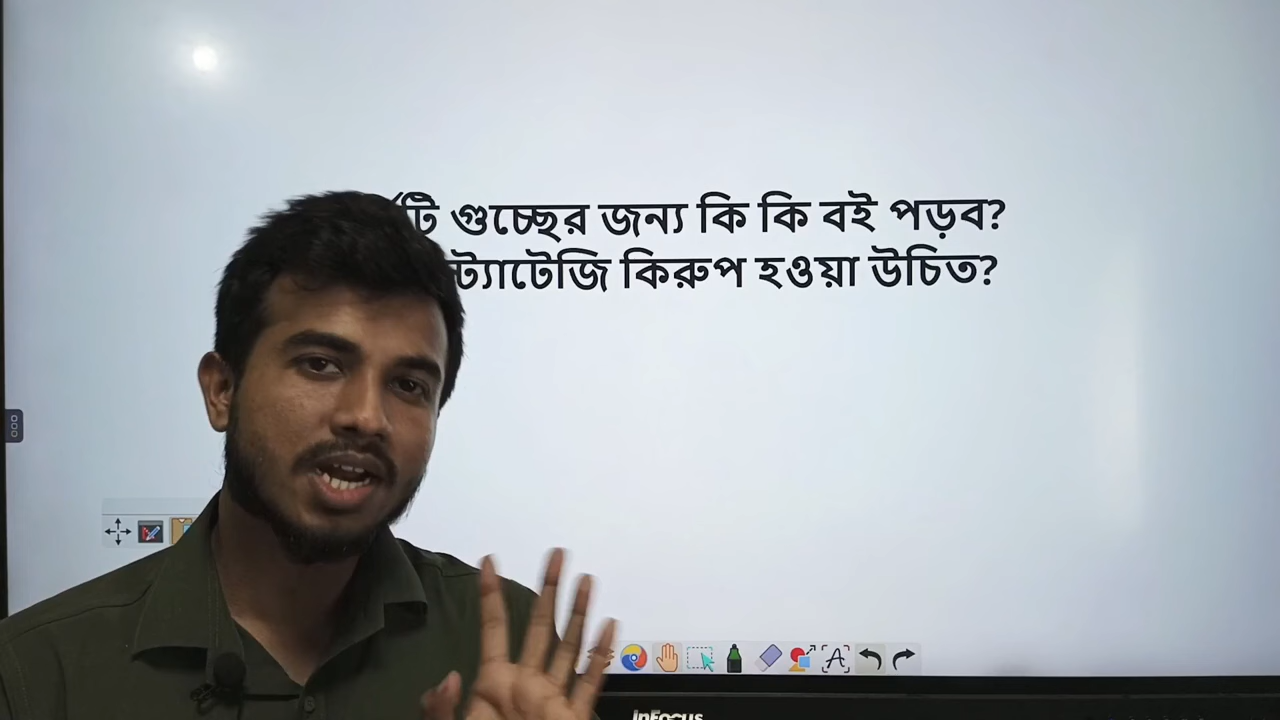 গুচ্ছের জন্য কি কি বই পড়ব?
কিরুপ হওয়া উচিত?
InFocus